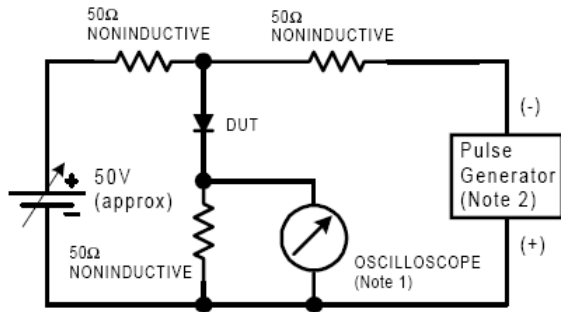 50Ω
NONINDUCTIVE
50Ω
NONINDUCTIVE
DUT
(-)
+
50V
(approx)
-
Pulse
Generator
(Note 2)
(+)
50Ω
NONINDUCTIVE
OSCILLOSCOPE
(Note 1)